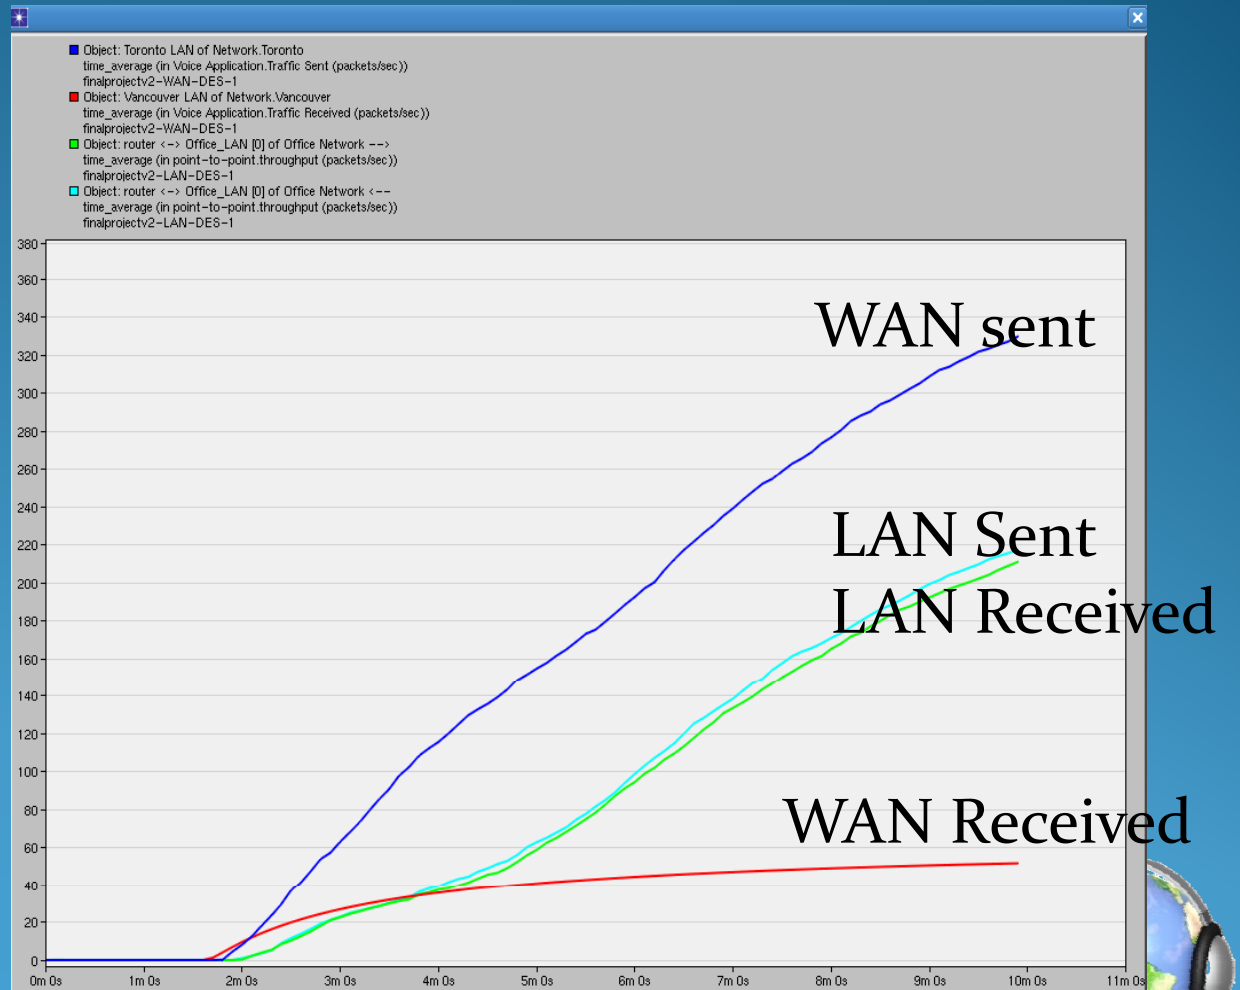 Object: Toronto LAN of Network.Toronto
time_average (in Voice Application.Traffic Sent (packets/sec))
finalprojectv2-WAN-DES-1
Object: Vancouver LAN of Network.Vancouver
time_average (in Voice Application.Traffic Received (packets/sec))
finalprojectv2-WAN-DES-1
Object: router <-> Office_LAN [0] of Office Network -->
time_average (in point-to-point.throughput (packets/sec))
finalprojectv2-LAN-DES-1
Object: router <-> Office_LAN [0] of Office Network <--
time_average (in point-to-point.throughput (packets/sec))
finalprojectv2-LAN-DES-1
380
360
340
WAN sent
320
300
280
260
240
220
LAN Sent
200
180
LAN Received
160
140
120
100
80
WAN Received
60
40
20
0
0m 0s 1m 0s 2m 0s 3m 0s 4m 0s 5m 0s 6m 0s 7m 0s 8m 0s 9m 0s 10m 0s 11m 0s